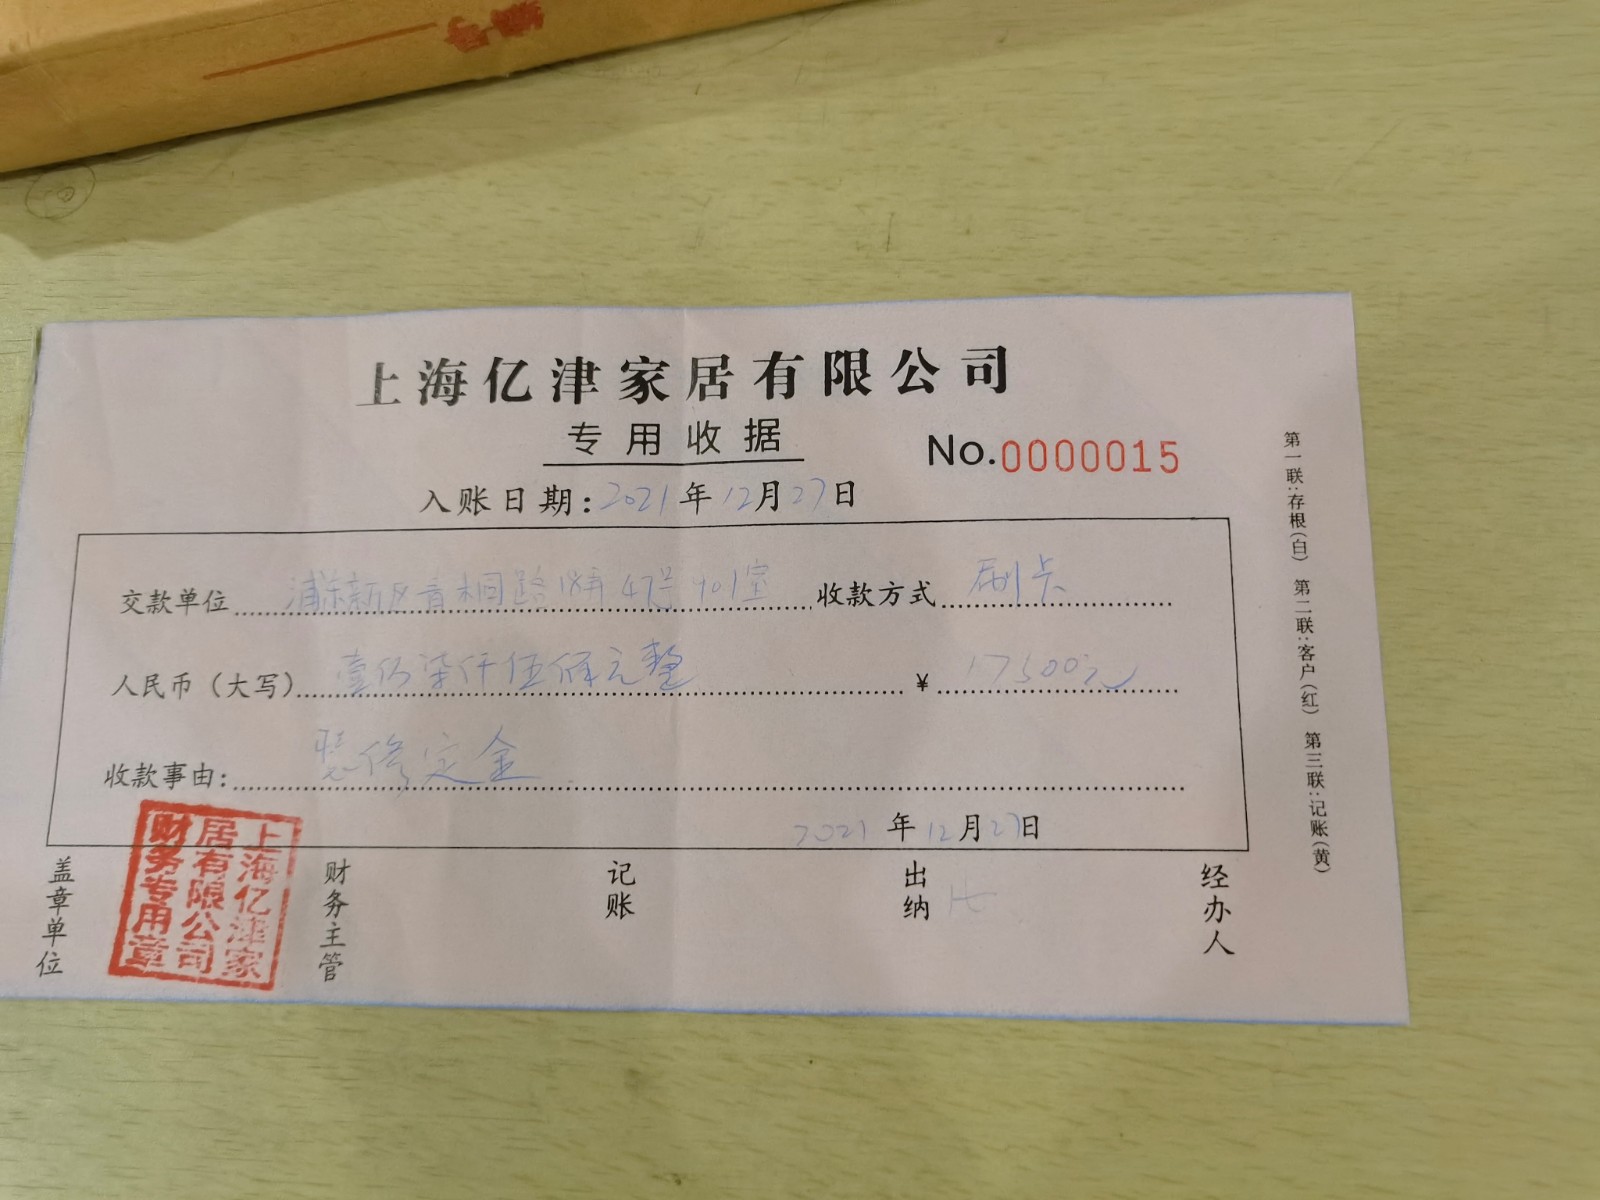 编号
上海亿津家居有限公司
专用收据
No.0000015
入账日期:2021年12月27日
交款单位 浦东新区青桐路18弄47号901室 收款方式 刷卡
人民币（大写） 壹万柒仟伍佰元整 ¥ 17500元
收款事由: 装修定金
2021年12月27日
盖章单位 财务主管 记账 出纳 经办人
上海亿津家居有限公司财务专用章
第一联:存根(白) 第二联:客户(红) 第三联:记账(黄)